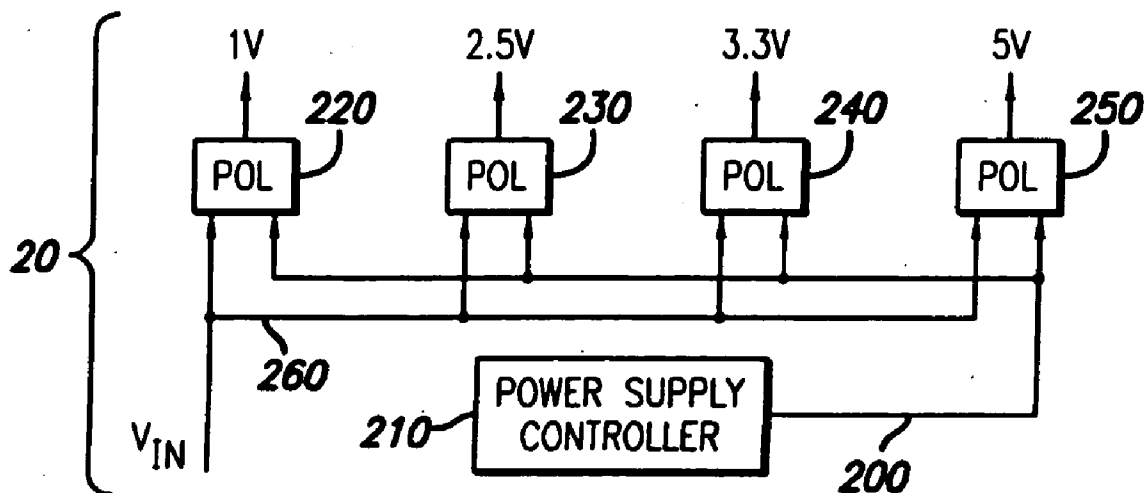 1V 2.5V 3.3V 5V
220 230 240 250
POL POL POL POL
20
260
POWER SUPPLY
210
CONTROLLER
VIN
200